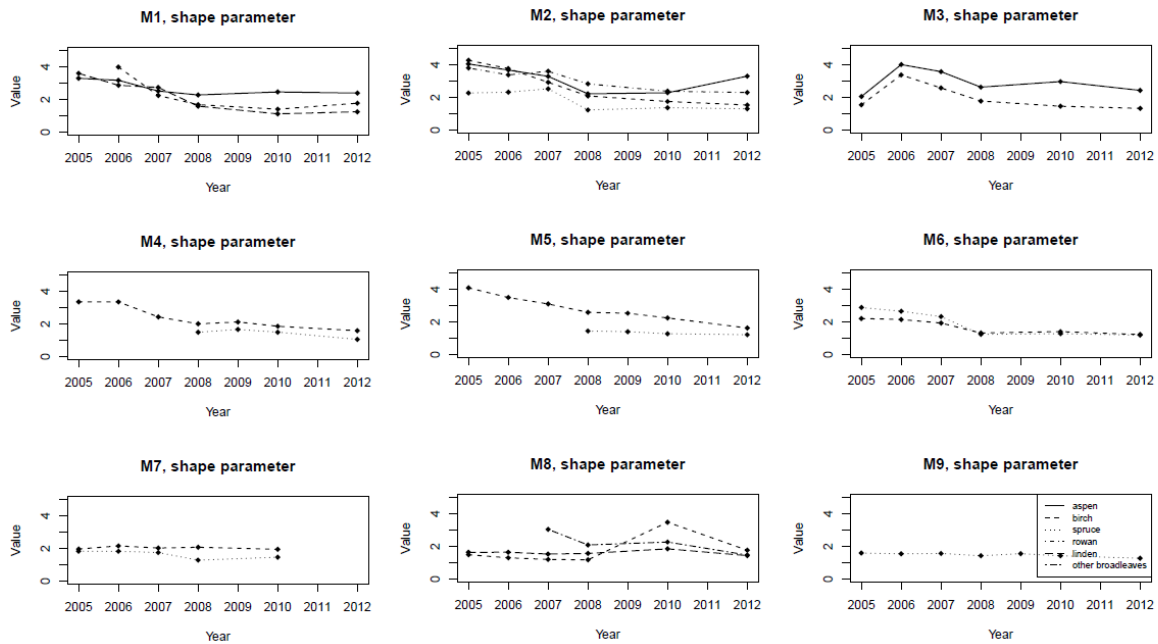 M1, shape parameter
Value
0 2 4
2005 2006 2007 2008 2009 2010 2011 2012
Year
M2, shape parameter
Value
0 2 4
2005 2006 2007 2008 2009 2010 2011 2012
Year
M3, shape parameter
Value
0 2 4
2005 2006 2007 2008 2009 2010 2011 2012
Year
M4, shape parameter
Value
0 2 4
2005 2006 2007 2008 2009 2010 2011 2012
Year
M5, shape parameter
Value
0 2 4
2005 2006 2007 2008 2009 2010 2011 2012
Year
M6, shape parameter
Value
0 2 4
2005 2006 2007 2008 2009 2010 2011 2012
Year
M7, shape parameter
Value
0 2 4
2005 2006 2007 2008 2009 2010 2011 2012
Year
M8, shape parameter
Value
0 2 4
2005 2006 2007 2008 2009 2010 2011 2012
Year
M9, shape parameter
Value
0 2 4
aspen
birch
spruce
rowan
linden
other broadleaves
2005 2006 2007 2008 2009 2010 2011 2012
Year